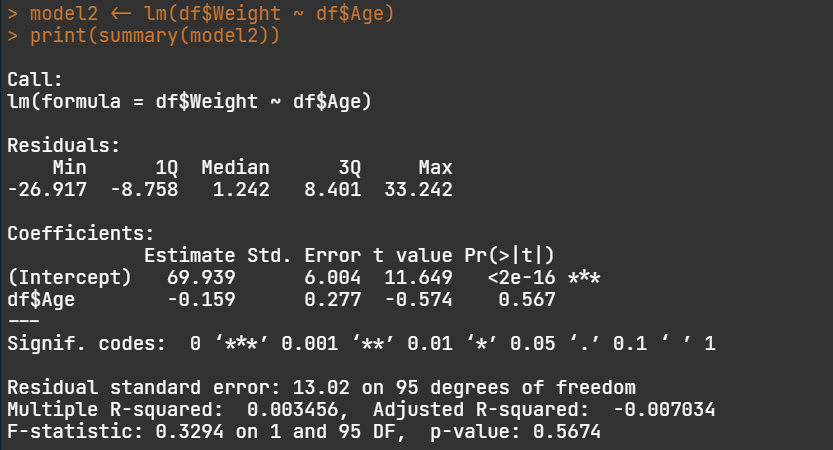 > model2 <- lm(df$Weight ~ df$Age)
> print(summary(model2))
Call:
lm(formula = df$Weight ~ df$Age)
Residuals:
    Min      1Q  Median      3Q     Max
-26.917  -8.758   1.242   8.401  33.242
Coefficients:
            Estimate Std. Error t value Pr(>|t|)
(Intercept)   69.939      6.004  11.649   <2e-16 ***
df$Age        -0.159      0.277  -0.574    0.567
---
Signif. codes:  0 ‘***’ 0.001 ‘**’ 0.01 ‘*’ 0.05 ‘.’ 0.1 ‘ ’ 1
Residual standard error: 13.02 on 95 degrees of freedom
Multiple R-squared:  0.003456,  Adjusted R-squared:  -0.007034
F-statistic: 0.3294 on 1 and 95 DF,  p-value: 0.5674